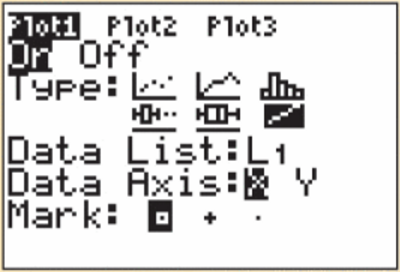 Plot1 Plot2 Plot3
On Off
Type:
Data List:L₁
Data Axis:X Y
Mark: + .